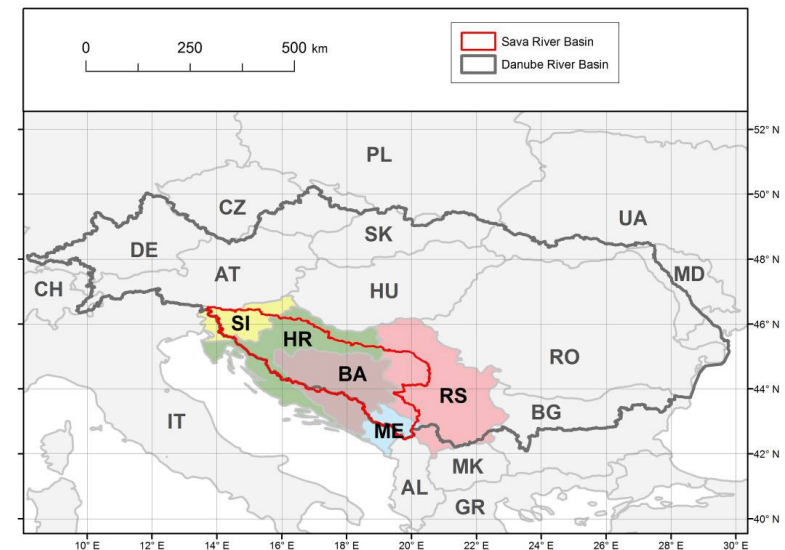 0 250 500 km
Sava River Basin
Danube River Basin
52° N
PL
50° N
CZ
UA
SK
DE
48° N
AT
MD
CH
HU
46° N
SI
HR
RO
BA
44° N
RS
BG
IT
ME
42° N
MK
AL
GR
40° N
10° E 12° E 14° E 16° E 18° E 20° E 22° E 24° E 26° E 28° E 30° E